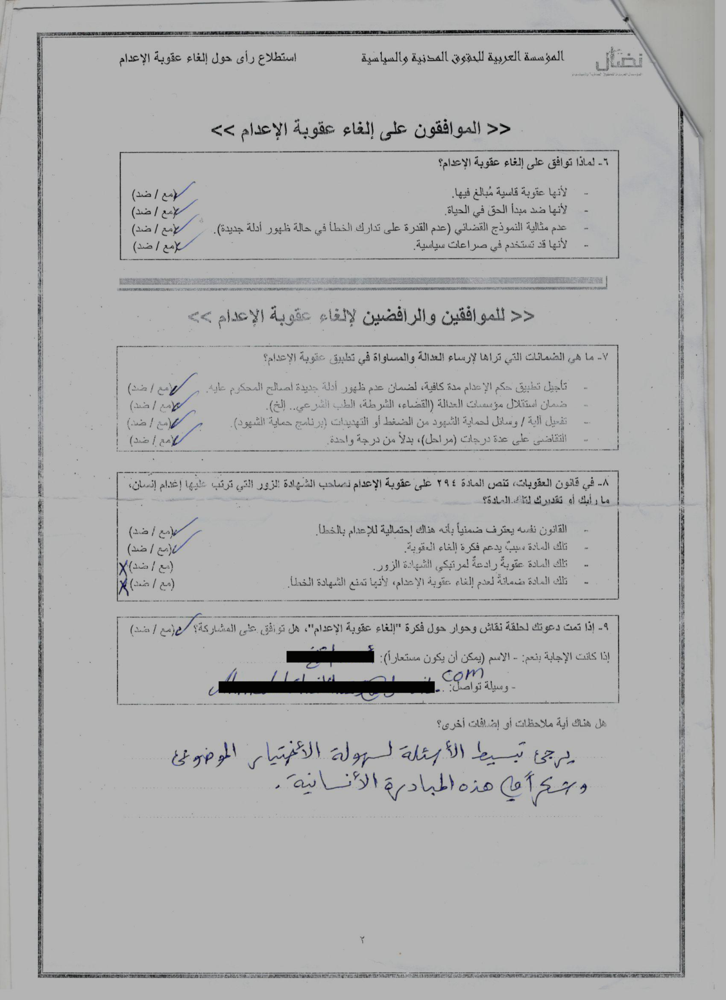 نضال
المؤسسة العربية للحقوق المدنية والسياسية
استطلاع رأى حول إلغاء عقوبة الإعدام
المؤسسة العربية للحقوق المدنية والسياسية
<< الموافقون على إلغاء عقوبة الإعدام >>
٦- لماذا توافق على إلغاء عقوبة الإعدام؟
- لأنها عقوبة قاسية مُبالغ فيها. (مع / ضد) ✓
- لأنها ضد مبدأ الحق في الحياة. (مع / ضد) ✓
- عدم مثالية النموذج القضائي (عدم القدرة على تدارك الخطأ في حالة ظهور أدلة جديدة). (مع / ضد) ✓
- لأنها قد تستخدم في صراعات سياسية. (مع / ضد) ✓
<< للموافقين والرافضين لإلغاء عقوبة الإعدام >>
٧- ما هي الضمانات التي تراها لإرساء العدالة والمساواة في تطبيق عقوبة الإعدام؟
- تأجيل تطبيق حكم الإعدام مدة كافية، لضمان عدم ظهور أدلة جديدة لصالح المحكوم عليه. (مع / ضد) ✓
- ضمان استقلال مؤسسات العدالة (القضاء، الشرطة، الطب الشرعي.. إلخ). (مع / ضد) ✓
- تفعيل آلية / وسائل لحماية الشهود من الضغط أو التهديدات (برنامج حماية الشهود). (مع / ضد) ✓
- التقاضى على عدة درجات (مراحل)، بدلاً من درجة واحدة. (مع / ضد) ✓
٨- في قانون العقوبات، تنص المادة ٢٩٤ على عقوبة الإعدام لصاحب الشهادة الزور التي ترتب عليها إعدام إنسان،
ما رأيك أو تقديرك لتلك المادة؟
- القانون نفسه يعترف ضمنياً بأنه هناك إحتمالية للإعدام بالخطأ. (مع / ضد) ✓
- تلك المادة سببٌ يدعم فكرة إلغاء العقوبة. (مع / ضد) ✓
- تلك المادة عقوبةٌ رادعةٌ لمرتكبي الشهادة الزور. (مع / ضد) X
- تلك المادة ضمانةٌ لعدم إلغاء عقوبة الإعدام، لأنها تمنع الشهادة الخطأ. (مع / ضد) X
٩- إذا تمت دعوتك لحلقة نقاش وحوار حول فكرة "إلغاء عقوبة الإعدام"، هل توافق على المشاركة؟ (مع / ضد) ✓
إذا كانت الإجابة بنعم: - الاسم (يمكن أن يكون مستعاراً):
- وسيلة تواصل: .com
هل هناك أية ملاحظات أو إضافات أخرى؟
يرجى تبسيط الأسئلة لسهولة الأختيار الموضوعى
وشكراً في هذه المبادرة الأنسانية.
٢